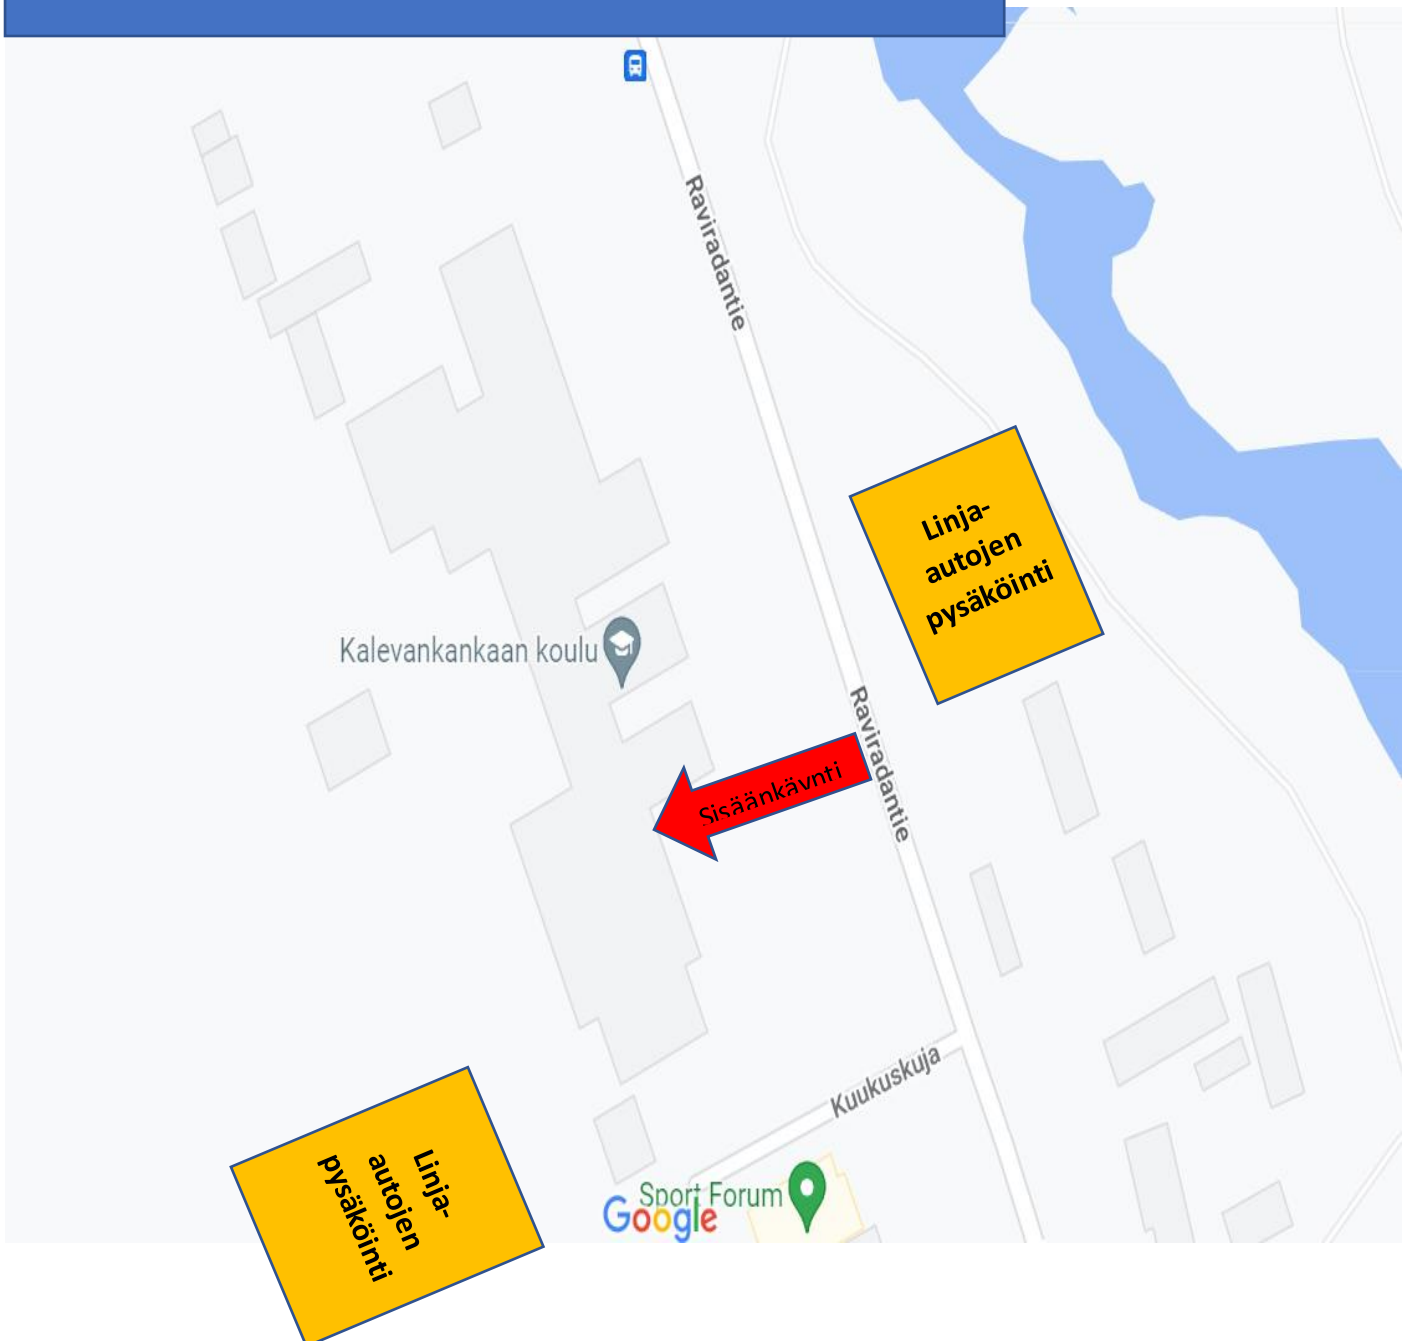 Raviradantie
Linja-
autojen
pysäköinti
Kalevankankaan koulu
Raviradantie
Sisäänkäynti
Kuukuskuja
Linja-
autojen
pysäköinti
Sport Forum
Google